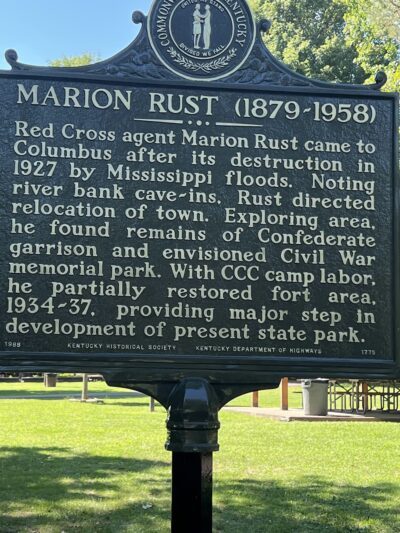 COMMONWEALTH OF KENTUCKY
UNITED WE STAND
DIVIDED WE FALL
MARION RUST (1879-1958)
Red Cross agent Marion Rust came to
Columbus after its destruction in
1927 by Mississippi floods. Noting
river bank cave-ins, Rust directed
relocation of town. Exploring area,
he found remains of Confederate
garrison and envisioned Civil War
memorial park. With CCC camp labor,
he partially restored fort area,
1934-37, providing major step in
development of present state park.
1988 KENTUCKY HISTORICAL SOCIETY KENTUCKY DEPARTMENT OF HIGHWAYS 1775